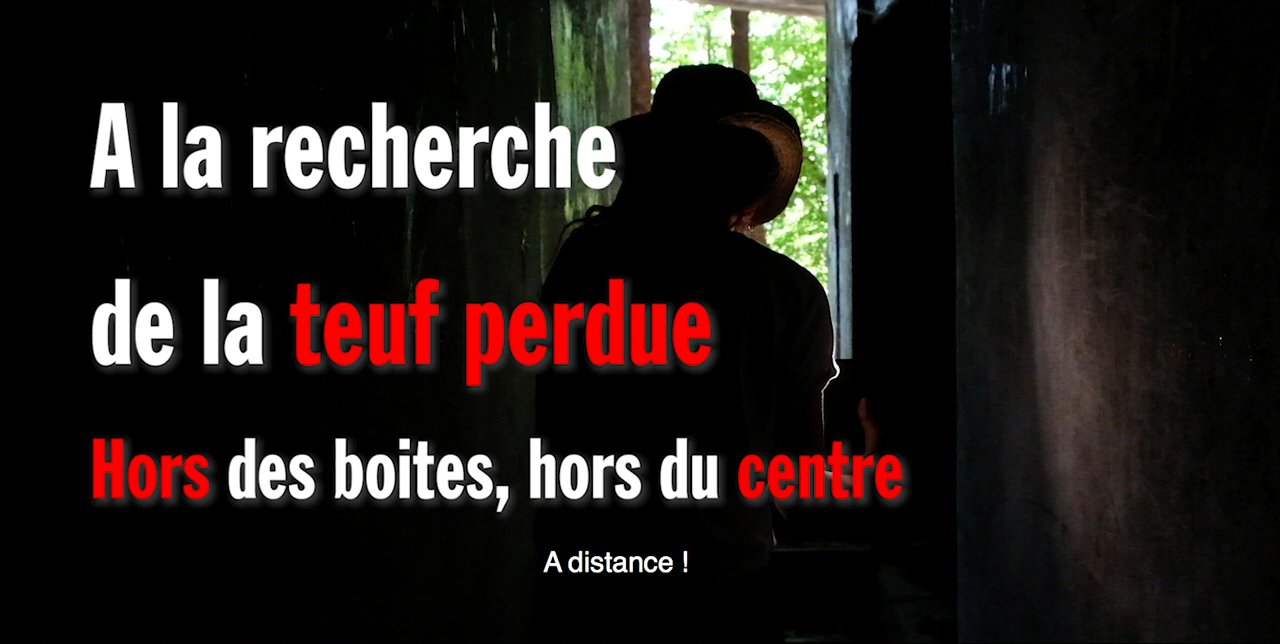 A la recherche
de la teuf perdue
Hors des boites, hors du centre
A distance !